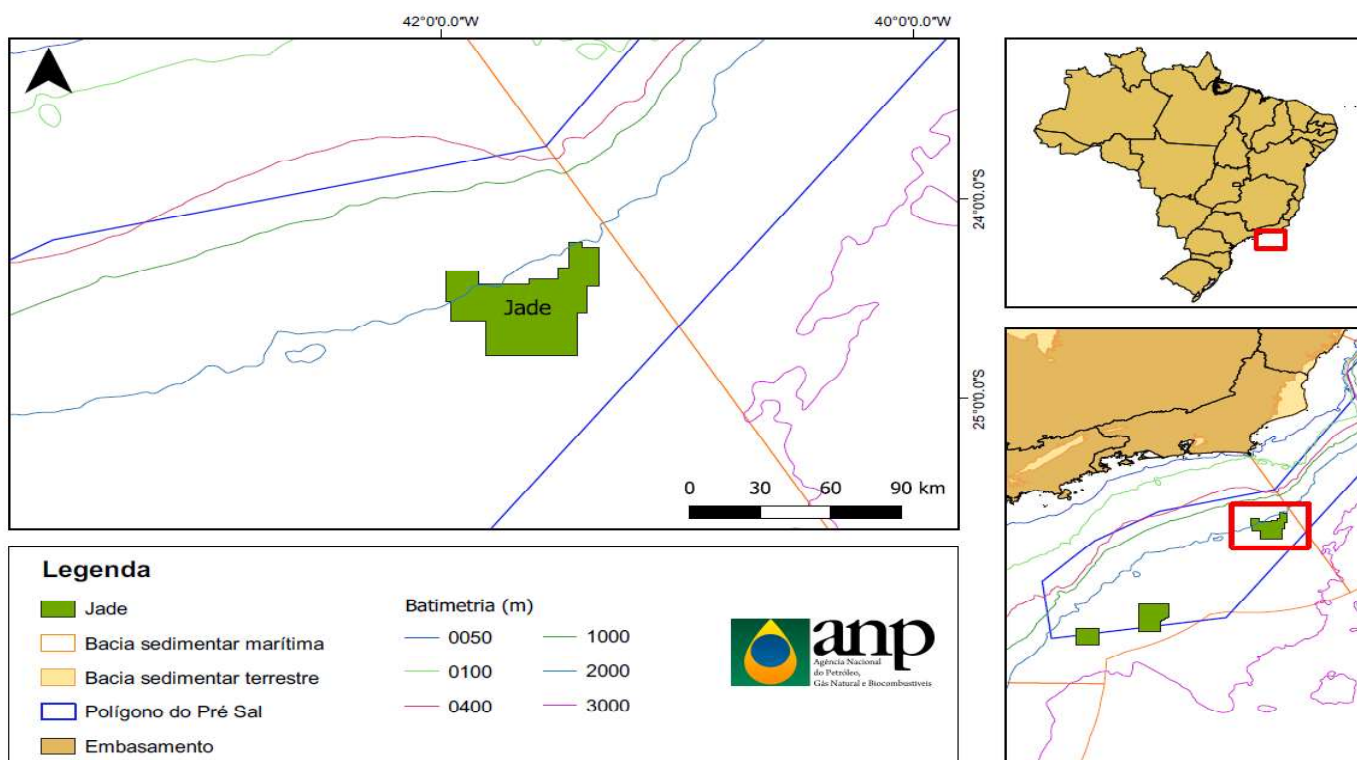 42°0'0.0"W
40°0'0.0"W
24°0'0.0"S
25°0'0.0"S
Jade
0 30 60 90 km
Legenda
Jade
Bacia sedimentar marítima
Bacia sedimentar terrestre
Polígono do Pré Sal
Embasamento
Batimetria (m)
0050
0100
0400
1000
2000
3000
anp
Agência Nacional
do Petróleo,
Gás Natural e Biocombustíveis